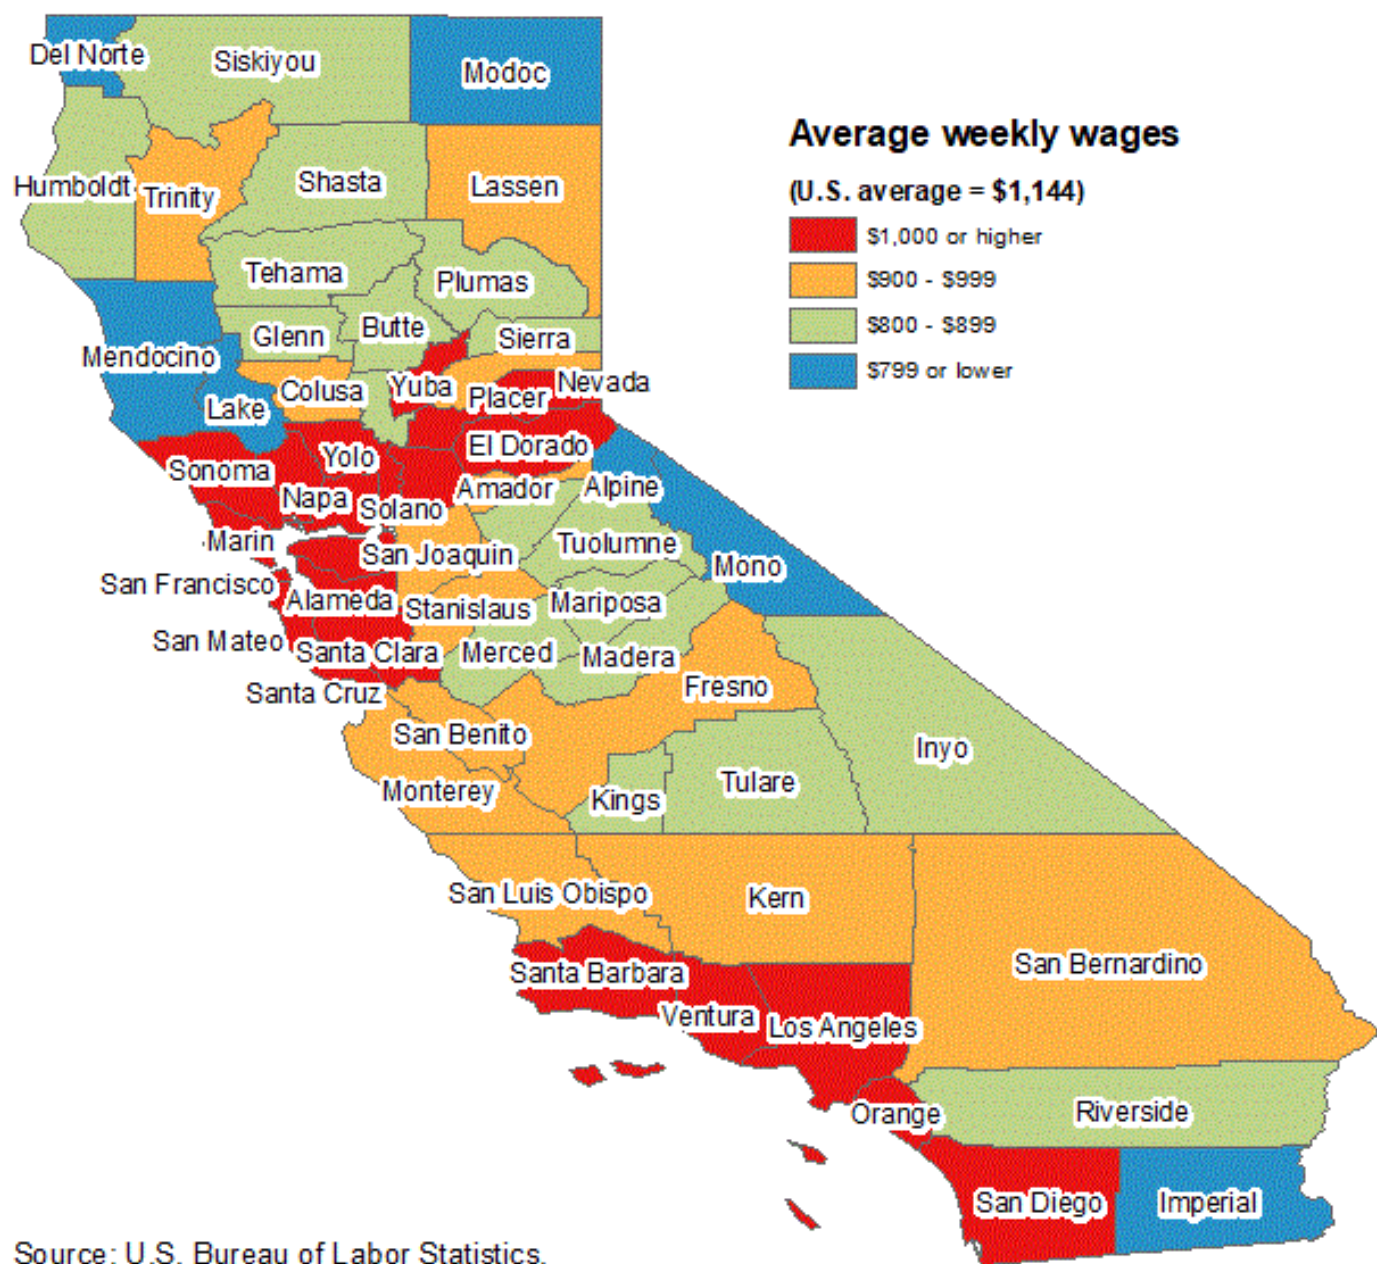 Del Norte
Siskiyou
Modoc
Average weekly wages
(U.S. average = $1,144)
$1,000 or higher
$900 - $999
$800 - $899
$799 or lower
Humboldt
Trinity
Shasta
Lassen
Tehama
Plumas
Glenn
Butte
Sierra
Mendocino
Colusa
Yuba
Placer
Nevada
Lake
Sonoma
Yolo
El Dorado
Napa
Solano
Amador
Alpine
Marin
San Joaquin
Tuolumne
Mono
San Francisco
Alameda
Stanislaus
Mariposa
San Mateo
Santa Clara
Merced
Madera
Santa Cruz
Fresno
San Benito
Inyo
Monterey
Kings
Tulare
San Luis Obispo
Kern
San Bernardino
Santa Barbara
Ventura
Los Angeles
Orange
Riverside
San Diego
Imperial
Source: U.S. Bureau of Labor Statistics.